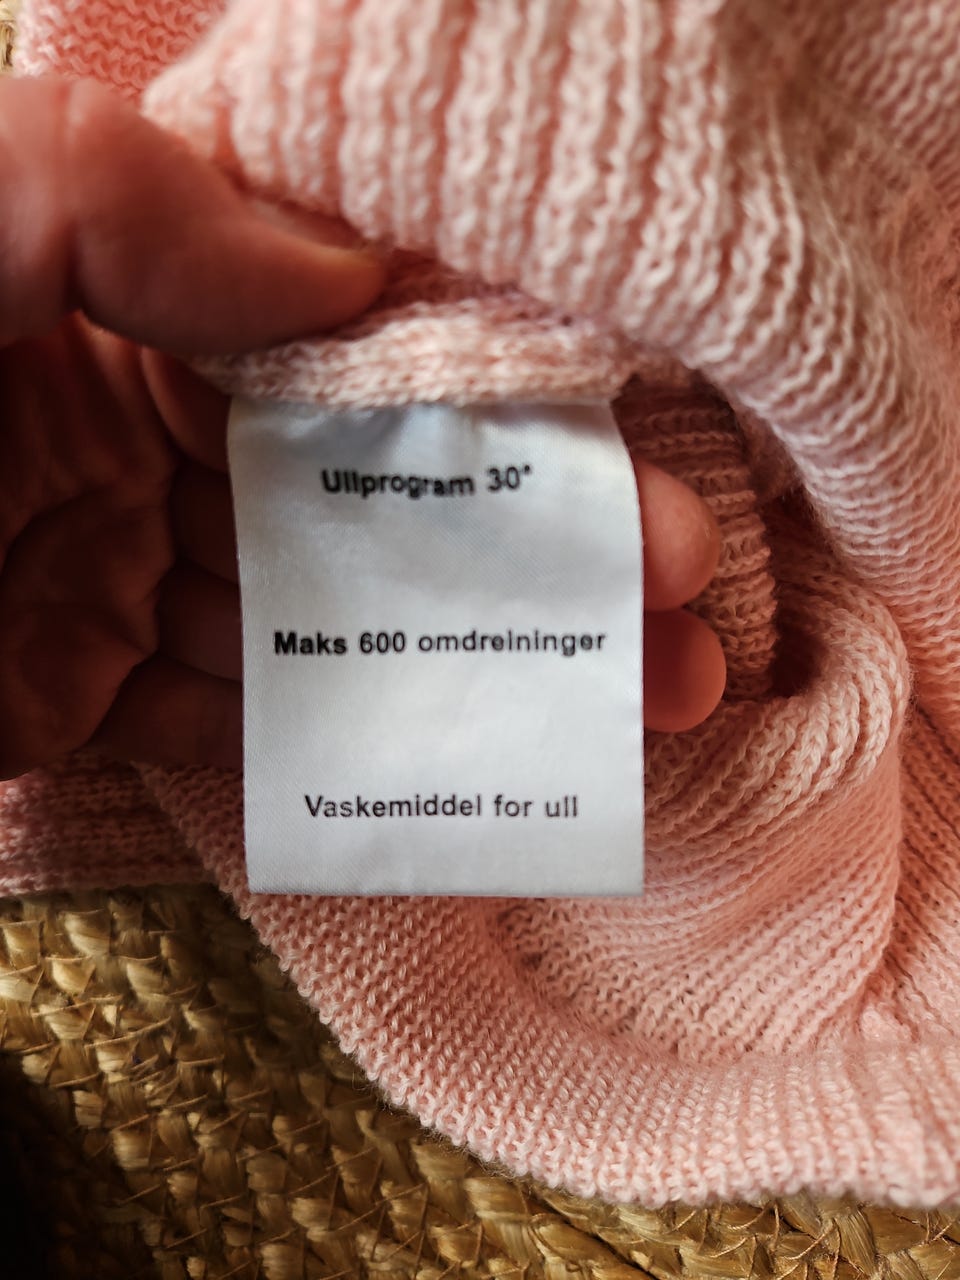 Ullprogram 30°
Maks 600 omdreininger
Vaskemiddel for ull